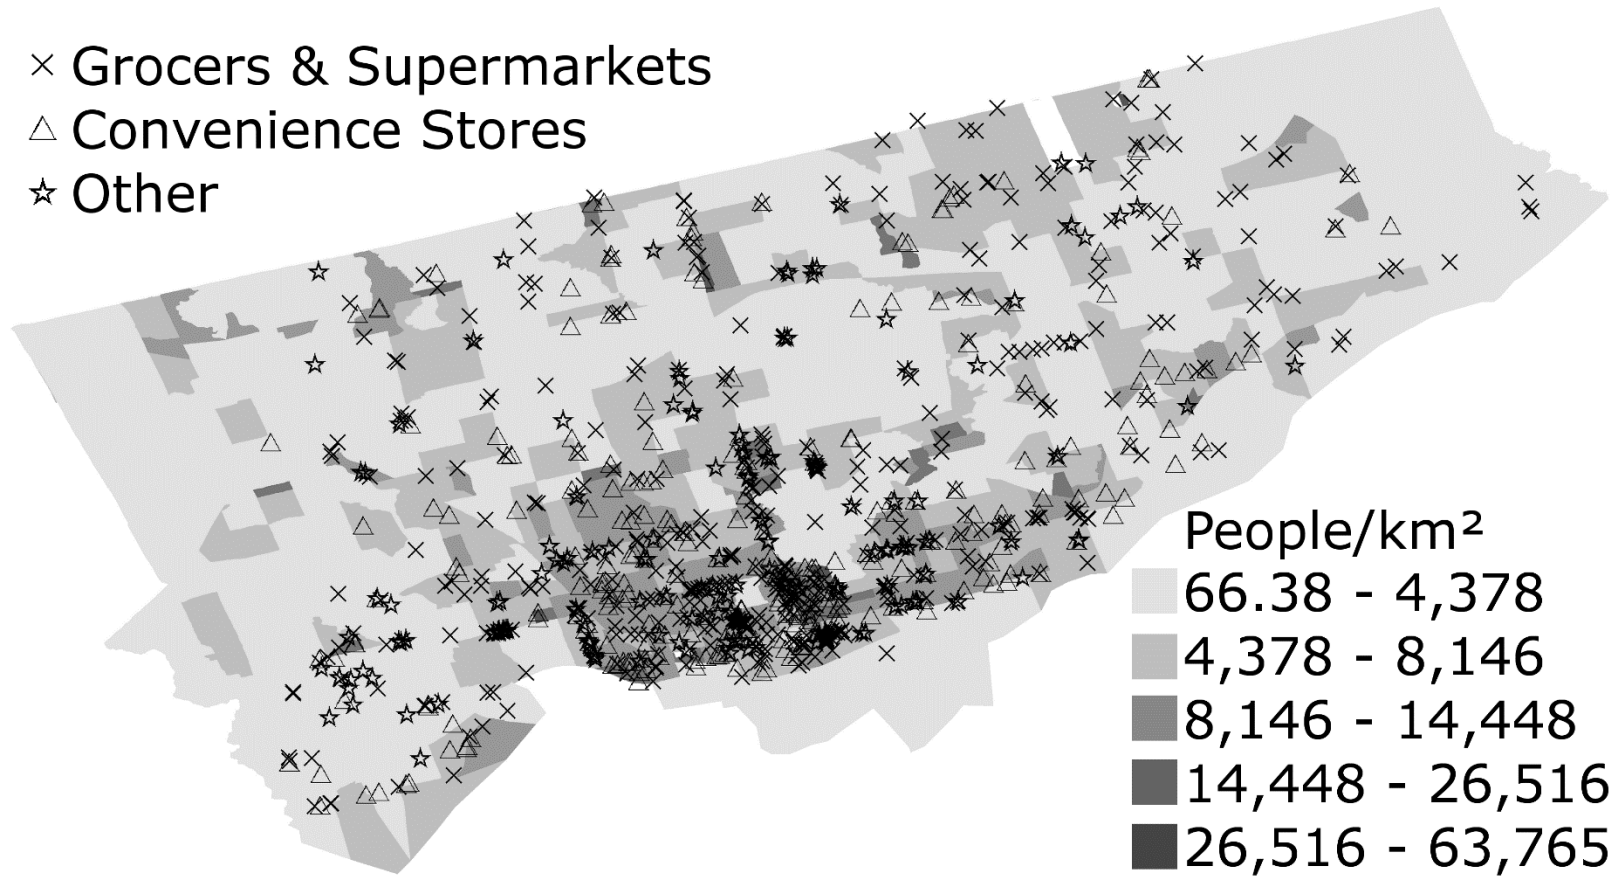 Grocers & Supermarkets
Convenience Stores
Other
People/km²
66.38 - 4,378
4,378 - 8,146
8,146 - 14,448
14,448 - 26,516
26,516 - 63,765